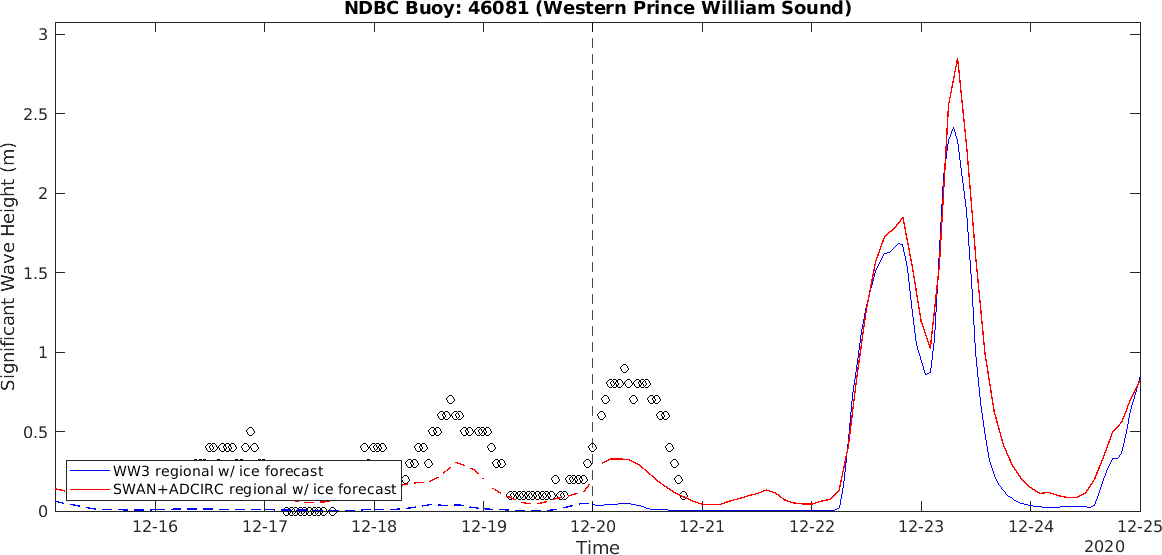 NDBC Buoy: 46081 (Western Prince William Sound)
Significant Wave Height (m)
3
2.5
2
1.5
1
0.5
0
WW3 regional w/ ice forecast
SWAN+ADCIRC regional w/ ice forecast
12-16 12-17 12-18 12-19 12-20 12-21 12-22 12-23 12-24 12-25
Time
2020